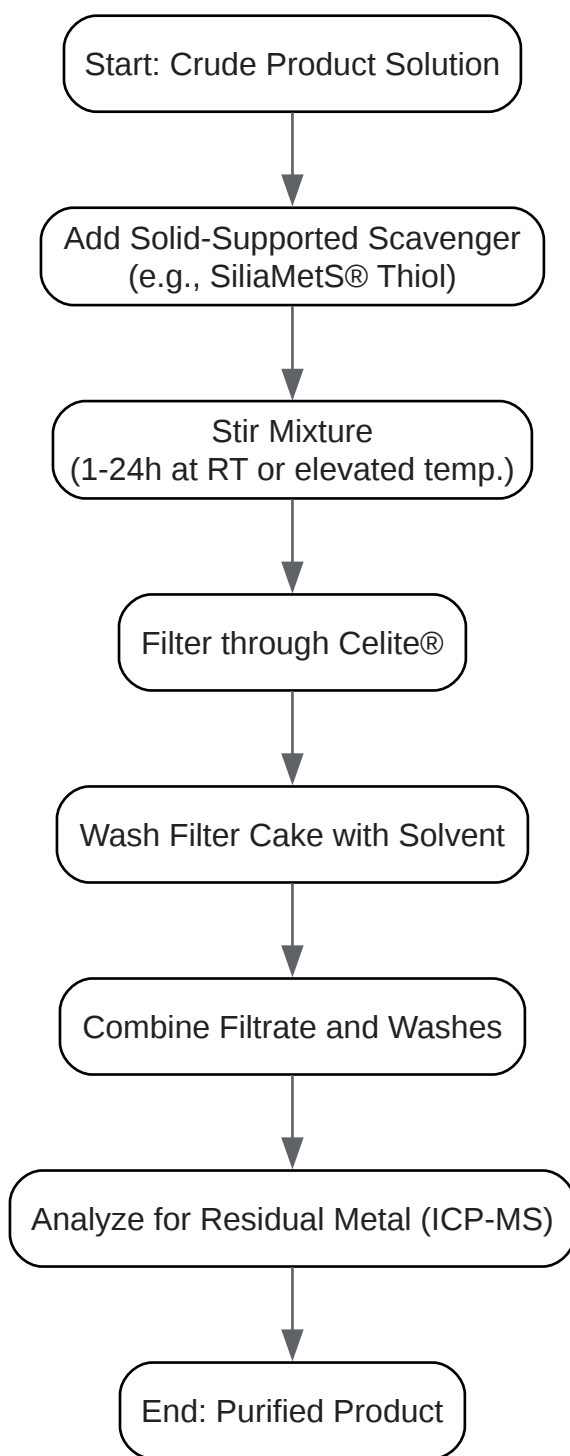 Start: Crude Product Solution
Add Solid-Supported Scavenger
(e.g., SiliaMetS® Thiol)
Stir Mixture
(1-24h at RT or elevated temp.)
Filter through Celite®
Wash Filter Cake with Solvent
Combine Filtrate and Washes
Analyze for Residual Metal (ICP-MS)
End: Purified Product